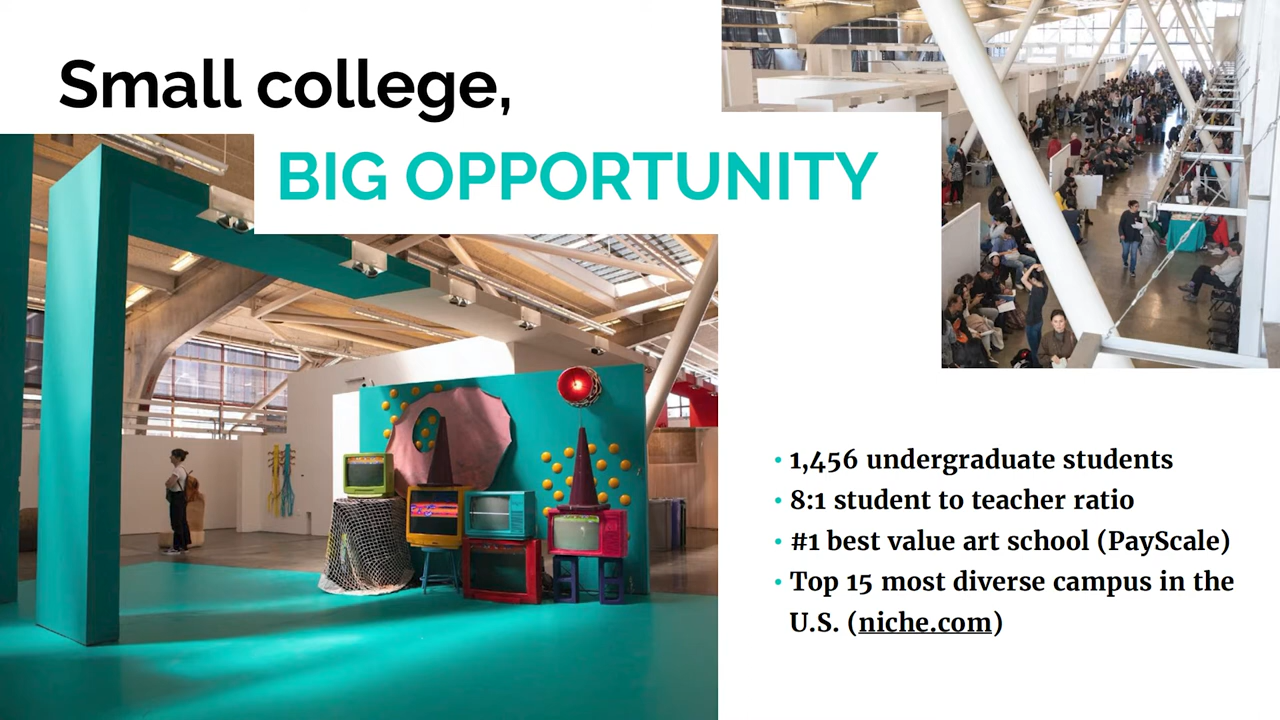 Small college,
BIG OPPORTUNITY
• 1,456 undergraduate students
• 8:1 student to teacher ratio
• #1 best value art school (PayScale)
• Top 15 most diverse campus in the
U.S. (niche.com)